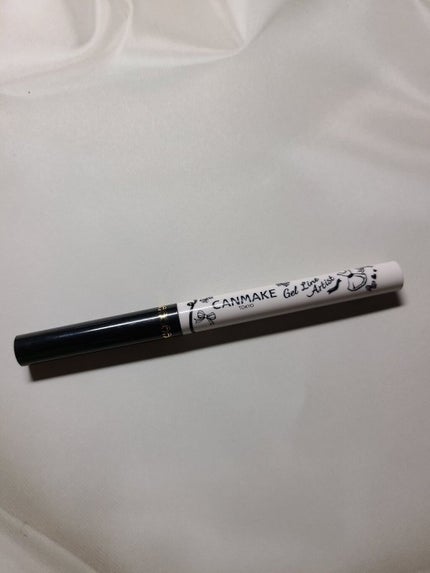 CANMAKE
TOKYO
Gel Line
Artist